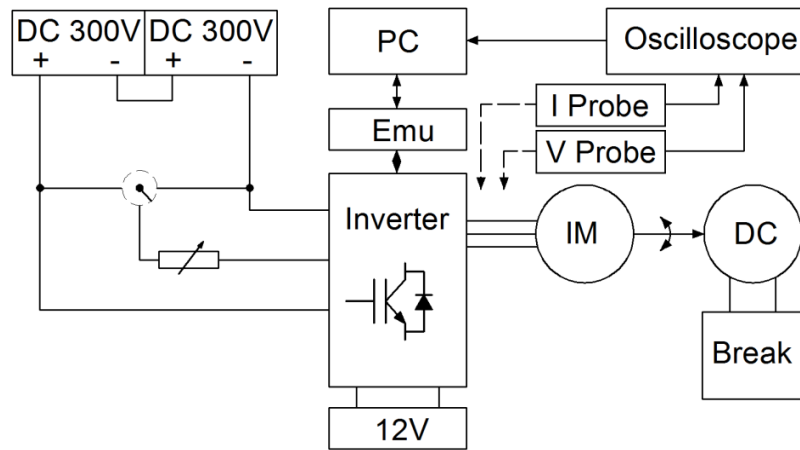 DC 300V DC 300V
+ - + -
PC
Oscilloscope
I Probe
Emu
V Probe
Inverter
IM
DC
Break
12V